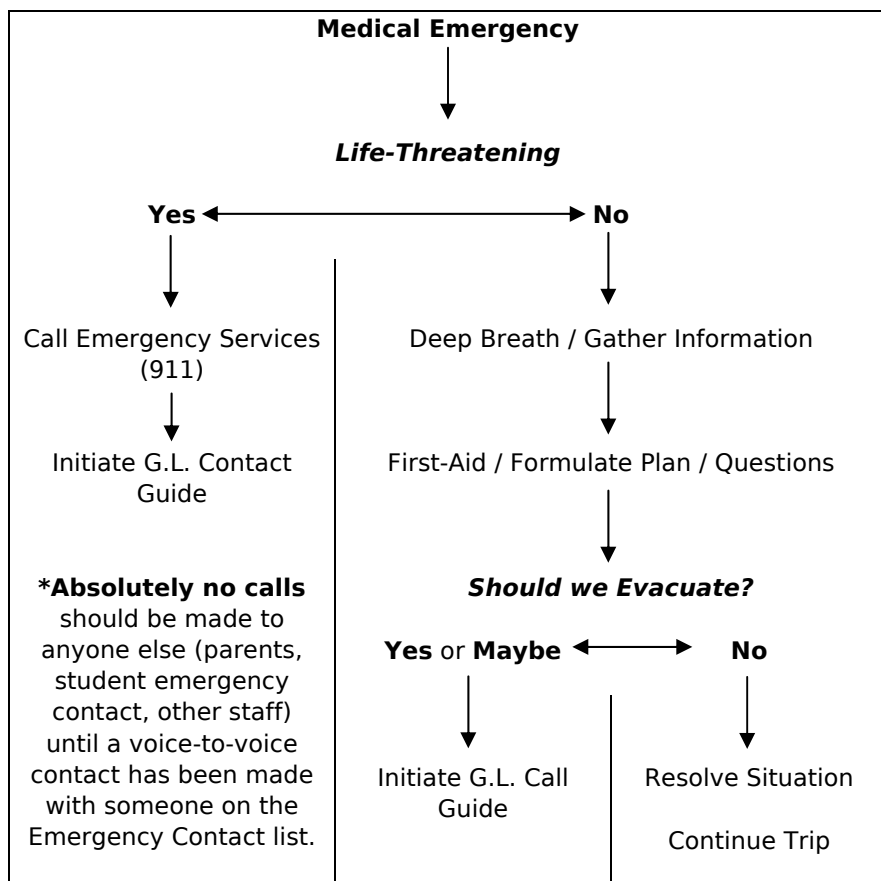 Medical Emergency
Life-Threatening
Yes
No
Call Emergency Services
(911)
Initiate G.L. Contact
Guide
*Absolutely no calls
should be made to
anyone else (parents,
student emergency
contact, other staff)
until a voice-to-voice
contact has been made
with someone on the
Emergency Contact list.
Deep Breath / Gather Information
First-Aid / Formulate Plan / Questions
Should we Evacuate?
Yes or Maybe
No
Initiate G.L. Call
Guide
Resolve Situation
Continue Trip